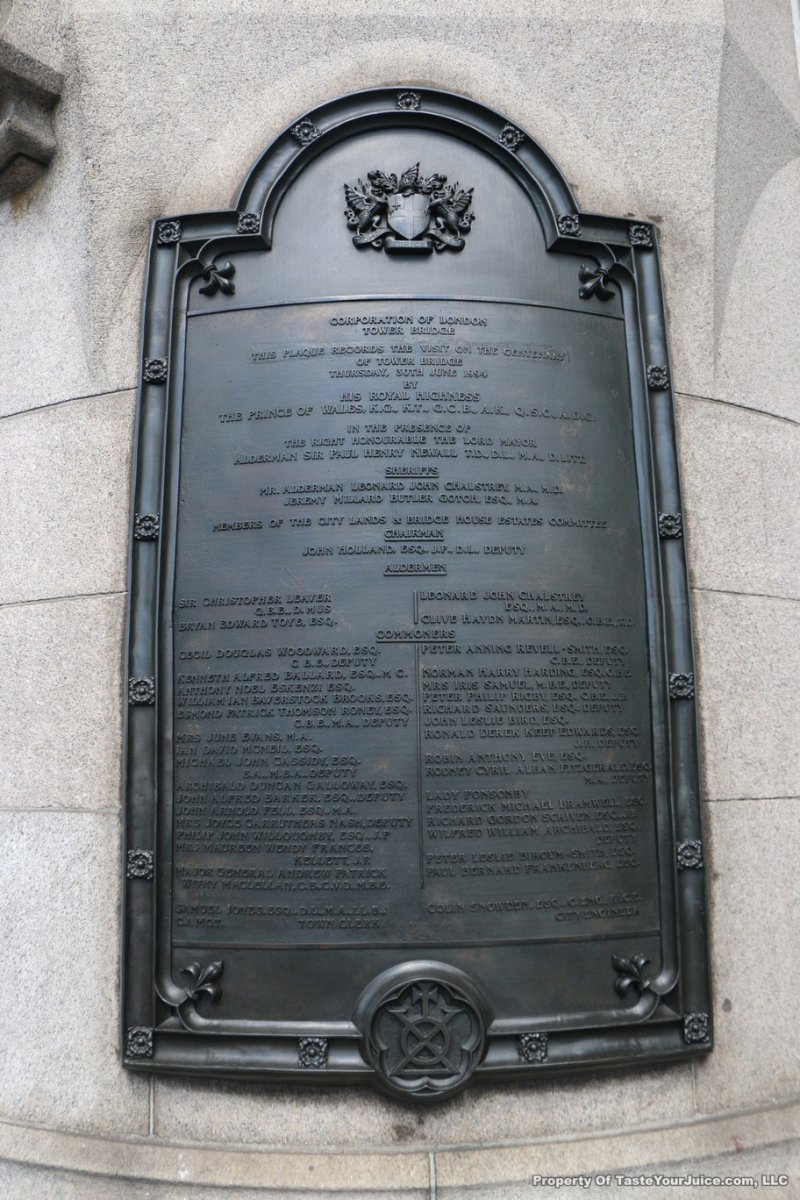 CORPORATION OF LONDON
TOWER BRIDGE
THIS PLAQUE RECORDS THE VISIT ON THE CENTENARY
OF TOWER BRIDGE
THURSDAY, 30TH JUNE 1994
BY
HIS ROYAL HIGHNESS
THE PRINCE OF WALES, K.G., K.T., G.C.B., A.K., Q.S.O., A.D.C.
IN THE PRESENCE OF
THE RIGHT HONOURABLE THE LORD MAYOR
ALDERMAN SIR PAUL HENRY NEWALL T.D., D.L., M.A., D.LITT.
SHERIFFS
MR. ALDERMAN LEONARD JOHN CHALSTREY, M.A., M.D.
JEREMY MILLARD BUTLER GOTCH, ESQ., M.A.
MEMBERS OF THE CITY LANDS & BRIDGE HOUSE ESTATES COMMITTEE
CHAIRMAN
JOHN HOLLAND, ESQ., J.P., D.L., DEPUTY
ALDERMEN
SIR CHRISTOPHER LEAVER
G.B.E., D.MUS
BRYAN EDWARD TOYE, ESQ.
LEONARD JOHN CHALSTREY
ESQ., M.A., M.D.
CLIVE HAYDN MARTIN, ESQ., O.B.E., T.D.
COMMONERS
CECIL DOUGLAS WOODWARD, ESQ.
C.B.E., DEPUTY
KENNETH ALFRED BALLARD, ESQ., M.C.
ANTHONY NOEL ESKENZI ESQ.
WILLIAM IAN BAVERSTOCK BROOKS, ESQ.
ESMOND PATRICK THOMSON RONEY, ESQ.
C.B.E., M.A., DEPUTY
MRS JUNE EVANS, M.A.
IAN DAVID MCNEIL, ESQ.
MICHAEL JOHN CASSIDY, ESQ.
B.A., M.B.A., DEPUTY
ARCHIBALD DUNCAN GALLOWAY, ESQ.
JOHN ALFRED BARKER, ESQ., DEPUTY
JOHN ARNOLD FELL, ESQ., M.A.
MRS JOYCE CARRUTHERS NASH, DEPUTY
PHILIP JOHN WILLOUGHBY, ESQ., J.P.
MRS MAUREEN WENDY FRANCES,
KELLETT, J.P.
MAJOR GENERAL ANDREW PATRICK
WITHY MACLELLAN, C.B., C.V.O., M.B.E.
PETER ANNING REVELL-SMITH, ESQ.
C.B.E. DEPUTY
NORMAN HARRY HARDING, ESQ., C.B.E.
MRS IRIS SAMUEL, M.B.E., DEPUTY
PETER PHILIP RIGBY, ESQ., C.B.E., J.P.
RICHARD SAUNDERS, ESQ., DEPUTY
JOHN LESLIE BIRD, ESQ.
RONALD DEREK KEEP EDWARDS, ESQ.
J.P., DEPUTY
ROBIN ANTHONY EVE, ESQ.
RODNEY CYRIL ALBAN FITZGERALD, ESQ.
M.A., DEPUTY
LADY PONSONBY
FREDERICK MICHAEL BRAMWELL, ESQ
RICHARD GORDON SCRIVEN, ESQ.
WILFRED WILLIAM ARCHIBALD, ESQ.
DEPUTY
PETER LESLIE BIROUM-SMITH, ESQ
PAUL BERNARD FRANKENBERG, ESQ.
SAMUEL JONES, ESQ., D.L., M.A., LL.B.,
C.I.MGT. TOWN CLERK
COLIN SNOWDEN, ESQ., C.ENG., F.I.C.E.
CITY ENGINEER
Property Of TasteYourJuice.com, LLC